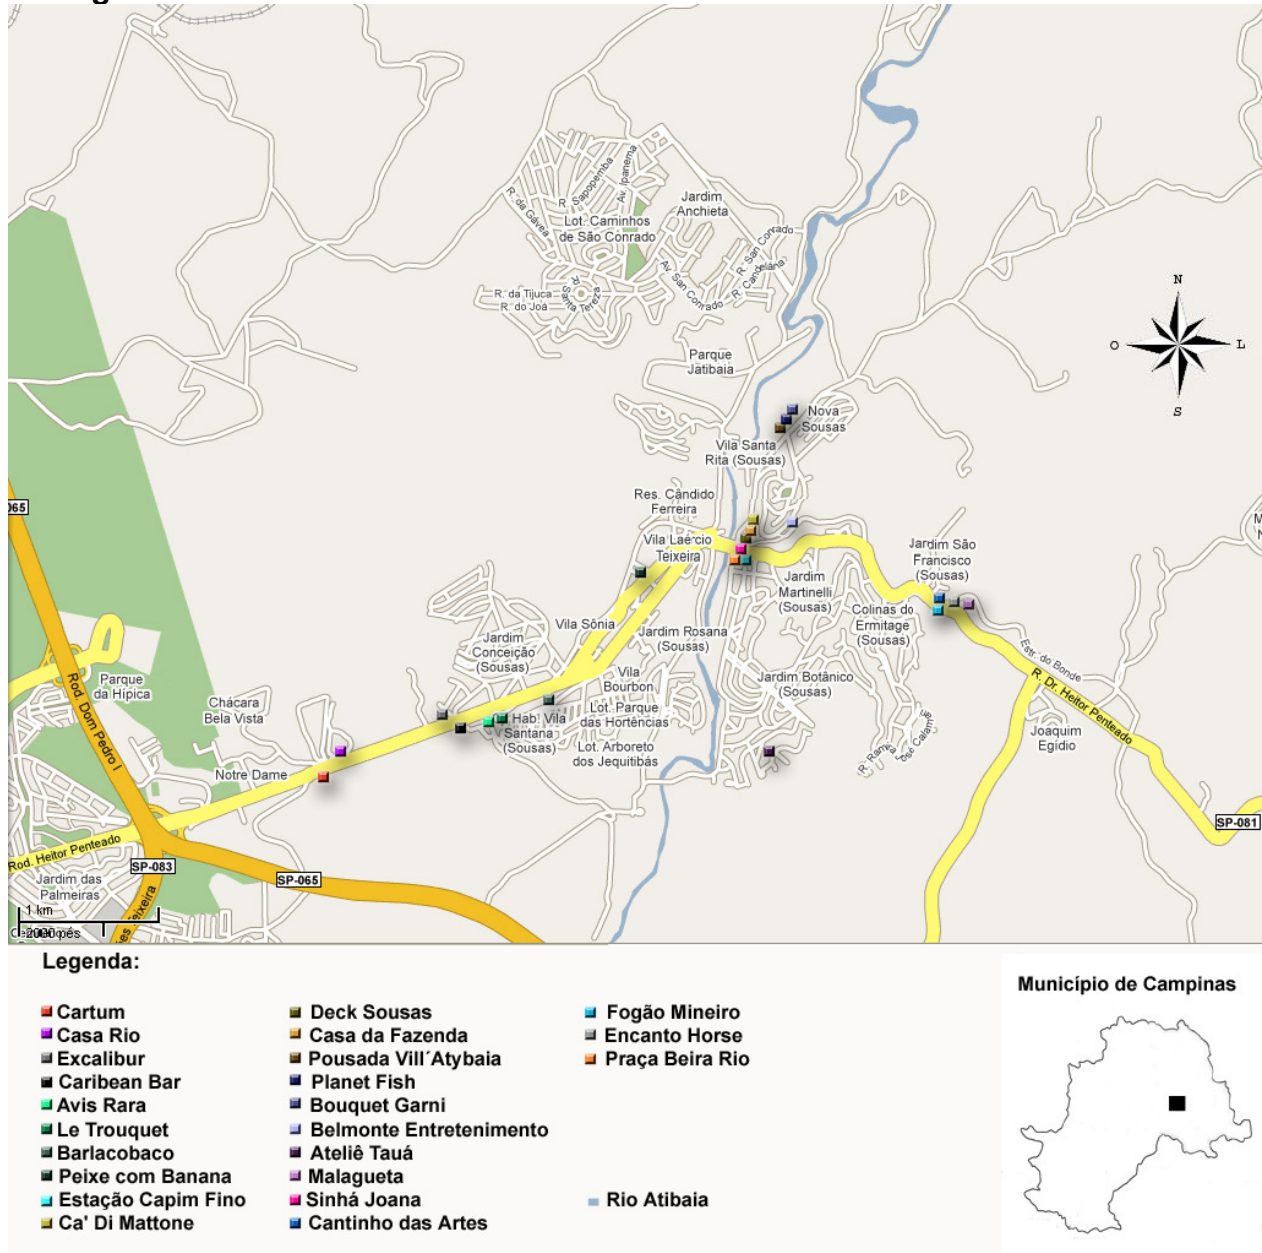 R. Sapopemba
Av. Ipanema
R. da Gávea
Jardim
Anchieta
Lot. Caminhos
de São Conrado
R. San Conrado
R. Candelária
Av. San Conrado
R. Santa Tereza
R. da Tijuca
R. do Joá
N
O
L
S
Parque
Jatibaia
Nova
Sousas
Vila Santa
Rita (Sousas)
065
Res. Cândido
Ferreira
Vila Laércio
Teixeira
Jardim São
Francisco
(Sousas)
Jardim
Martinelli
(Sousas)
Colinas do
Ermitage
(Sousas)
Vila Sônia
Jardim Rosana
(Sousas)
Jardim
Conceição
(Sousas)
Estr. do Bonde
R. Dr. Heitor Penteado
Vila
Bourbon
Jardim Botânico
(Sousas)
Parque
da Hípica
Rod. Dom Pedro I
Chácara
Bela Vista
Lot. Parque
das Hortências
Hab. Vila
Santana
(Sousas)
Joaquim
Egídio
Lot. Arboreto
dos Jequitibás
Notre Dame
SP-081
Rod. Heitor Penteado
SP-083
SP-065
Jardim das
Palmeiras
1 km
2000 pés
Legenda:
Município de Campinas
Cartum
Casa Rio
Excalibur
Caribean Bar
Avis Rara
Le Trouquet
Barlacobaco
Peixe com Banana
Estação Capim Fino
Ca' Di Mattone
Deck Sousas
Casa da Fazenda
Pousada Vill´Atybaia
Planet Fish
Bouquet Garni
Belmonte Entretenimento
Ateliê Tauá
Malagueta
Sinhá Joana
Cantinho das Artes
Fogão Mineiro
Encanto Horse
Praça Beira Rio
Rio Atibaia